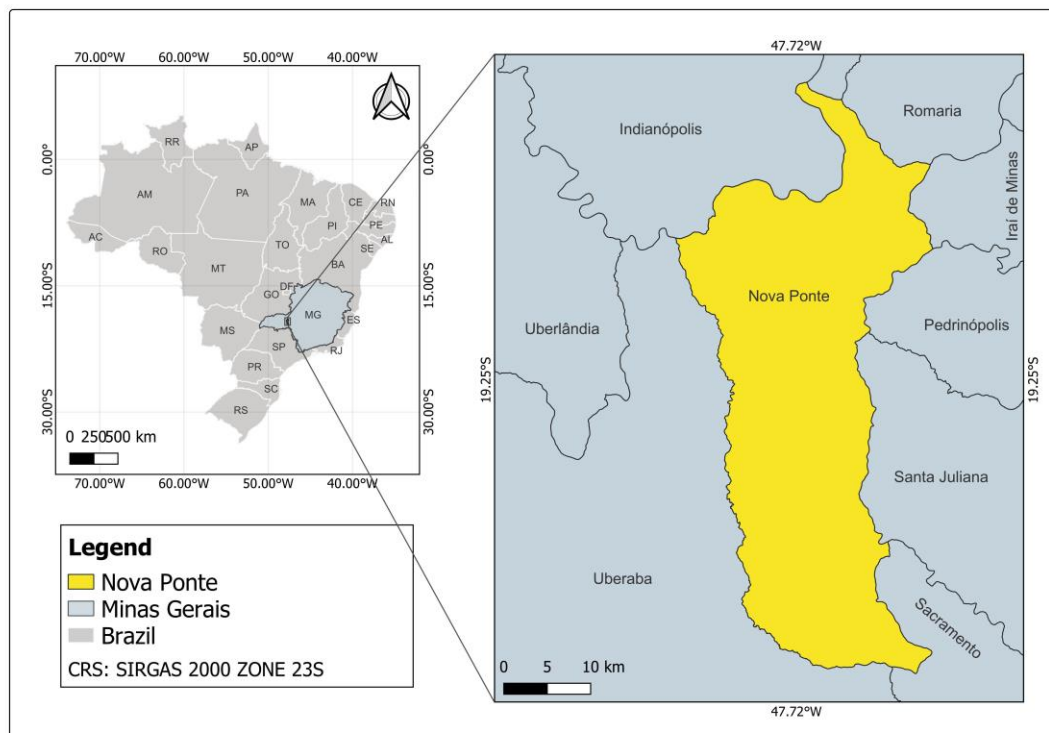 70.00°W 60.00°W 50.00°W 40.00°W
0.00°
15.00°S
30.00°S
0.00°
15.00°S
30.00°S
RR
AP
AM
PA
MA
CE
RN
PI
PE
AC
AL
RO
TO
SE
BA
MT
DF
GO
MG
ES
MS
SP
RJ
PR
SC
RS
0 250 500 km
70.00°W 60.00°W 50.00°W 40.00°W
Legend
Nova Ponte
Minas Gerais
Brazil
CRS: SIRGAS 2000 ZONE 23S
47.72°W
Romaria
Indianópolis
Iraí de Minas
Nova Ponte
Uberlândia
Pedrinópolis
19.25°S
19.25°S
Santa Juliana
Uberaba
Sacramento
0 5 10 km
47.72°W